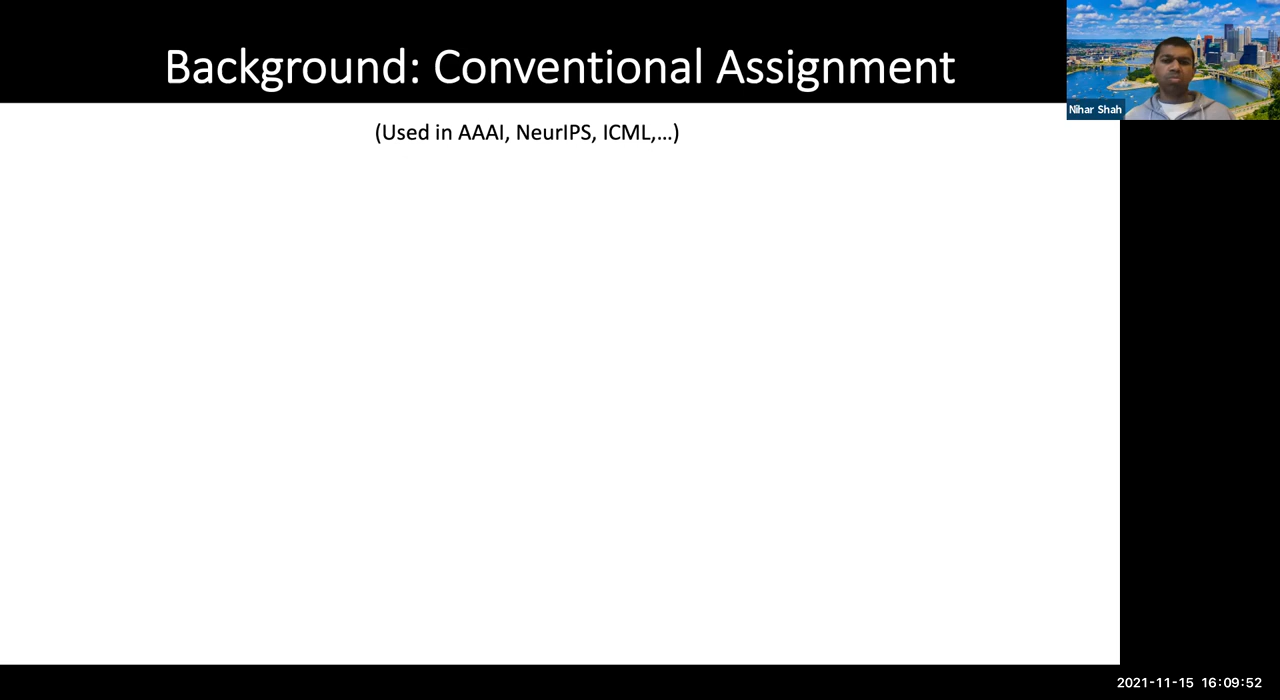 Background: Conventional Assignment
Nihar Shah
(Used in AAAI, NeurIPS, ICML,...)
2021-11-15 16:09:52